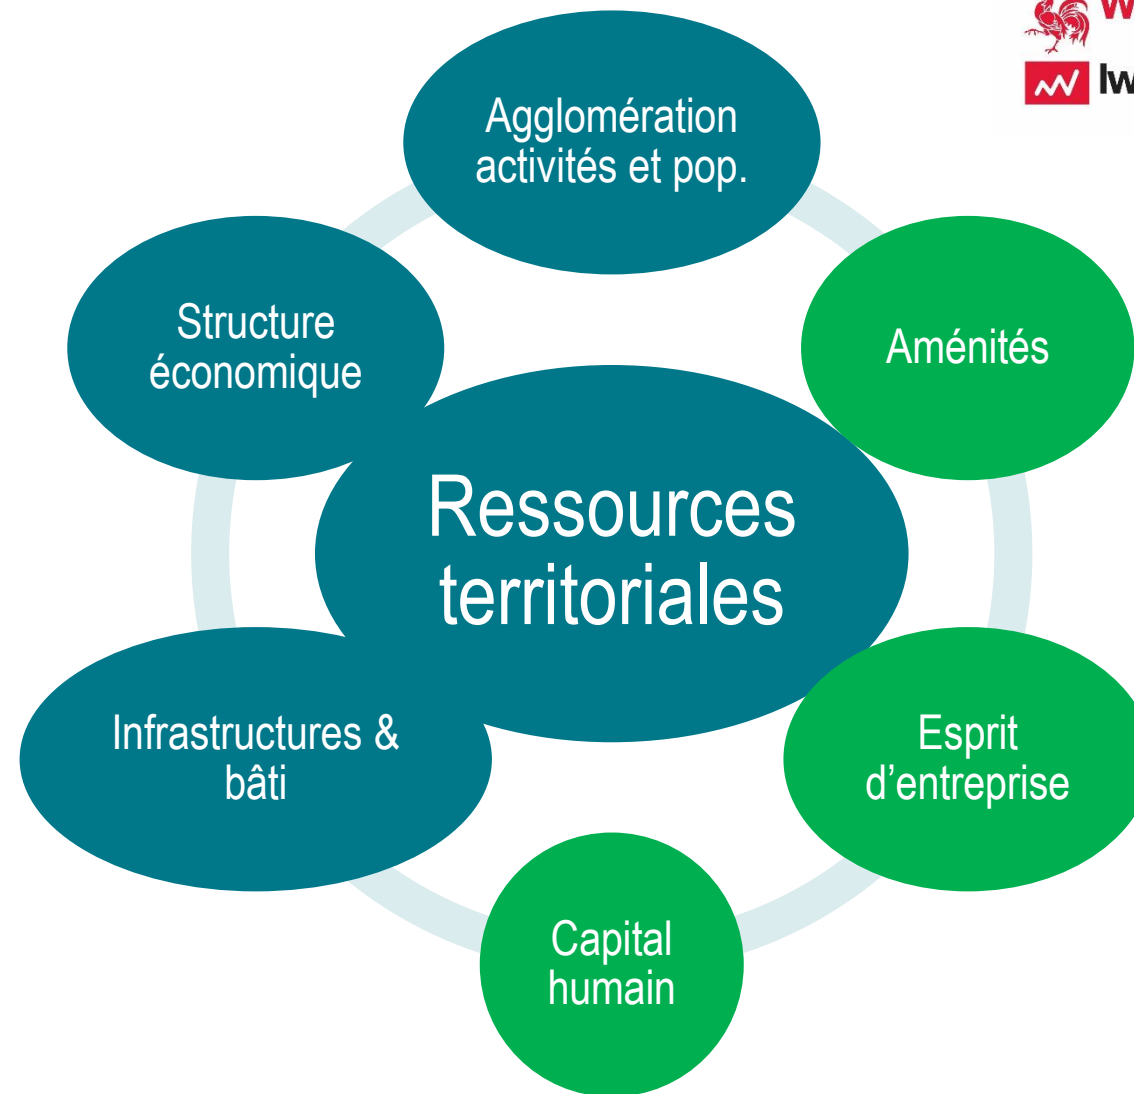 Agglomération
activités et pop.
Structure
économique
Aménités
Ressources
territoriales
Infrastructures &
bâti
Esprit
d’entreprise
Capital
humain